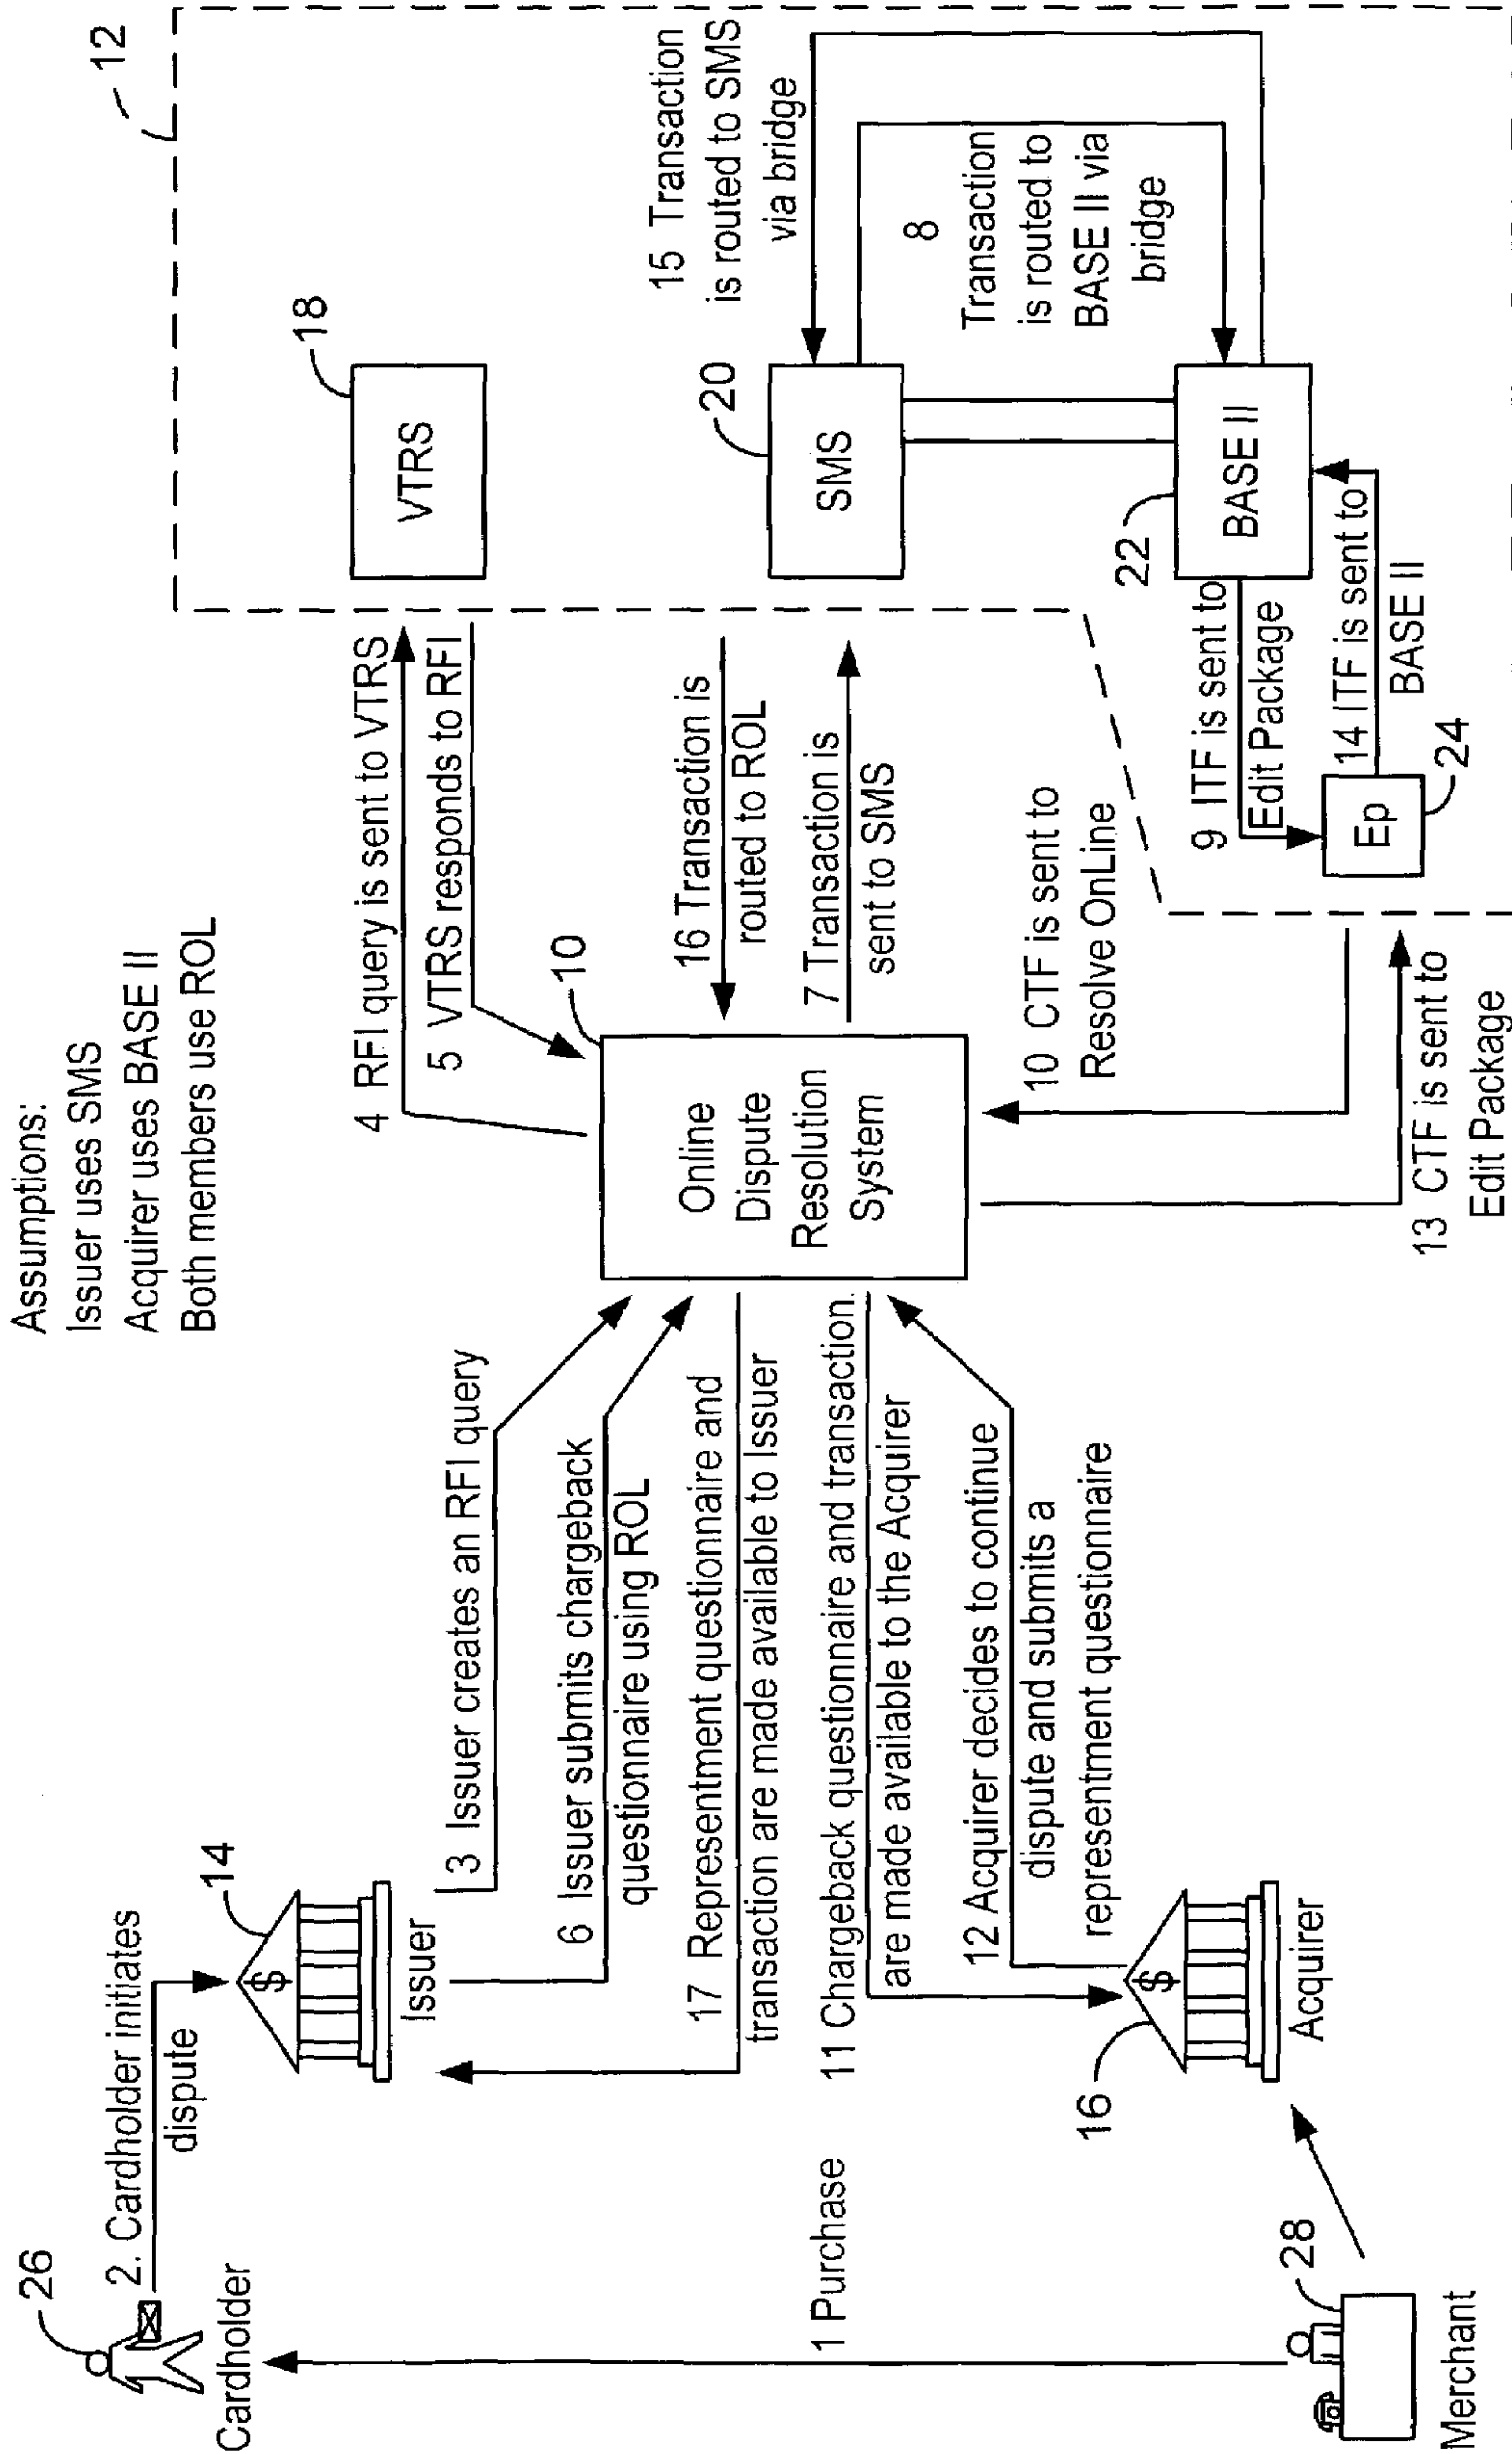 Assumptions:
Issuer uses SMS
Acquirer uses BASE II
Both members use ROL
12
26
2. Cardholder initiates
dispute
Cardholder
14
$
Issuer
3 Issuer creates an RFI query
6 Issuer submits chargeback
questionnaire using ROL
17 Representment questionnaire and
transaction are made available to Issuer
11 Chargeback questionnaire and transaction
are made available to the Acquirer
12 Acquirer decides to continue
dispute and submits a
representment questionnaire
16
$
Acquirer
1 Purchase
28
Merchant
4 RFI query is sent to VTRS
5 VTRS responds to RFI
10
Online
Dispute
Resolution
System
16 Transaction is
routed to ROL
7 Transaction is
sent to SMS
10 CTF is sent to
Resolve OnLine
13 CTF is sent to
Edit Package
18
VTRS
20
SMS
15 Transaction
is routed to SMS
via bridge
8
Transaction
is routed to
BASE II via
bridge
22
BASE II
9 ITF is sent to
Edit Package
14 ITF is sent to
BASE II
Ep
24